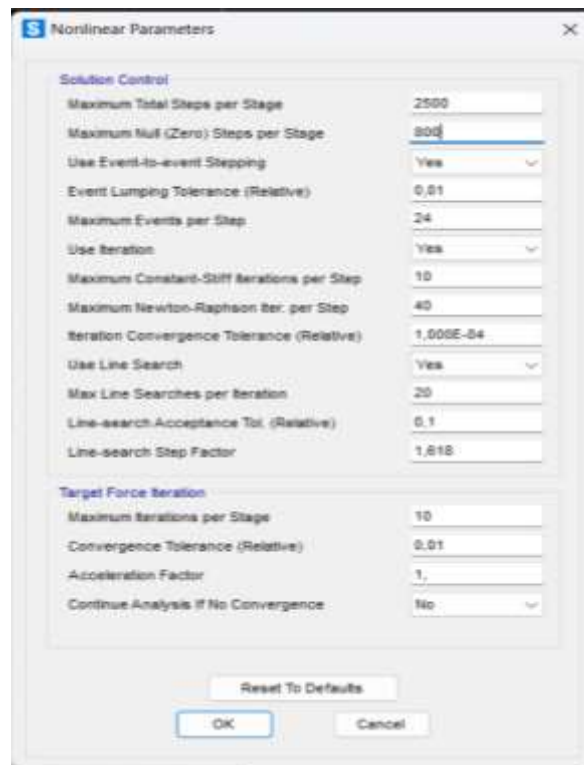 S Nonlinear Parameters
Solution Control
Maximum Total Steps per Stage 2500
Maximum Null (Zero) Steps per Stage 800
Use Event-to-event Stepping Yes
Event Lumping Tolerance (Relative) 0,01
Maximum Events per Step 24
Use Iteration Yes
Maximum Constant-Stiff Iterations per Step 10
Maximum Newton-Raphson Iter. per Step 40
Iteration Convergence Tolerance (Relative) 1,000E-04
Use Line Search Yes
Max Line Searches per Iteration 20
Line-search Acceptance Tol. (Relative) 0,1
Line-search Step Factor 1,618
Target Force Iteration
Maximum Iterations per Stage 10
Convergence Tolerance (Relative) 0,01
Acceleration Factor 1,
Continue Analysis If No Convergence No
Reset To Defaults
OK Cancel